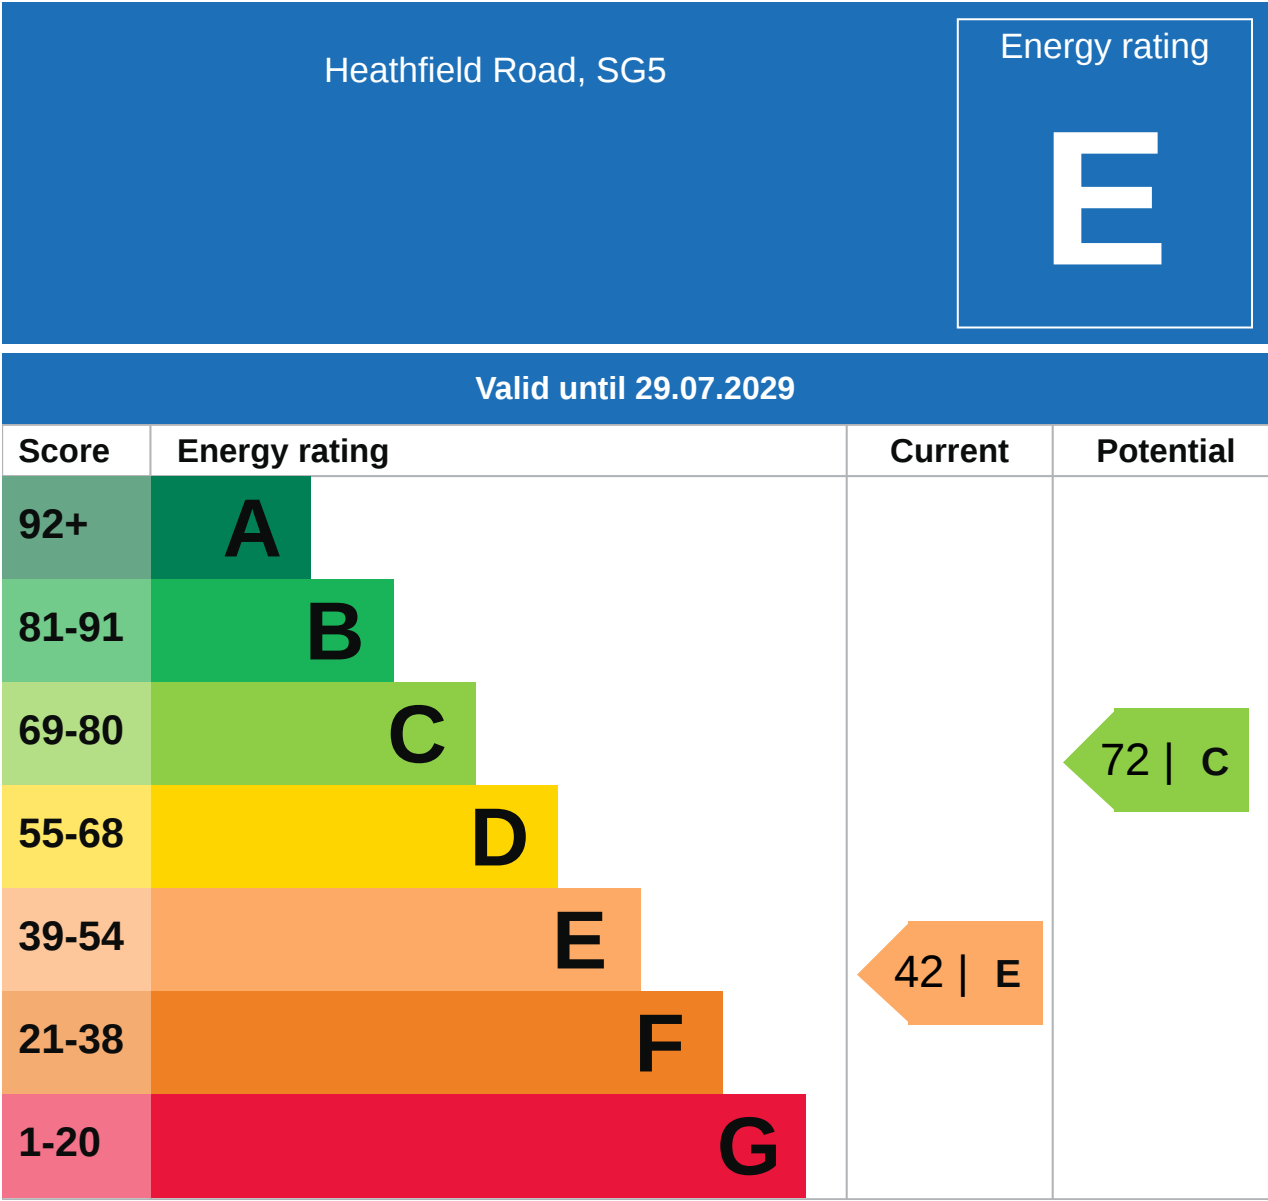 Heathfield Road, SG5
Energy rating
E
Valid until 29.07.2029
Score Energy rating Current Potential
92+ A
81-91 B
69-80 C
72 | C
55-68 D
39-54 E
42 | E
21-38 F
1-20 G